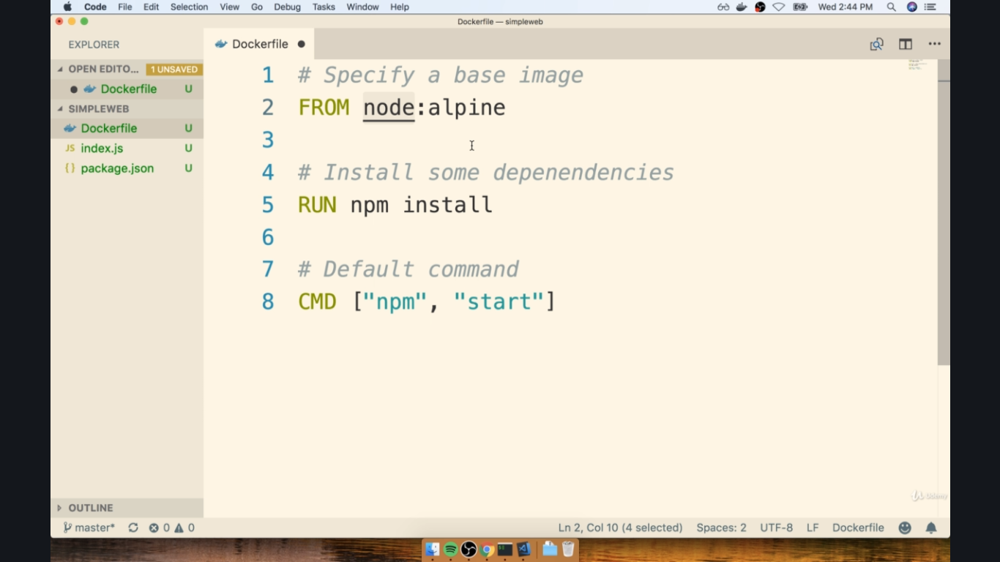 Code File Edit Selection View Go Debug Tasks Window Help Wed 2:44 PM
Dockerfile — simpleweb
EXPLORER
Dockerfile
OPEN EDITO... 1 UNSAVED
Dockerfile U
SIMPLEWEB
Dockerfile U
JS index.js U
{} package.json U
1 # Specify a base image
2 FROM node:alpine
3
4 # Install some depenendencies
5 RUN npm install
6
7 # Default command
8 CMD ["npm", "start"]
OUTLINE
Udemy
master* 0 0 Ln 2, Col 10 (4 selected) Spaces: 2 UTF-8 LF Dockerfile